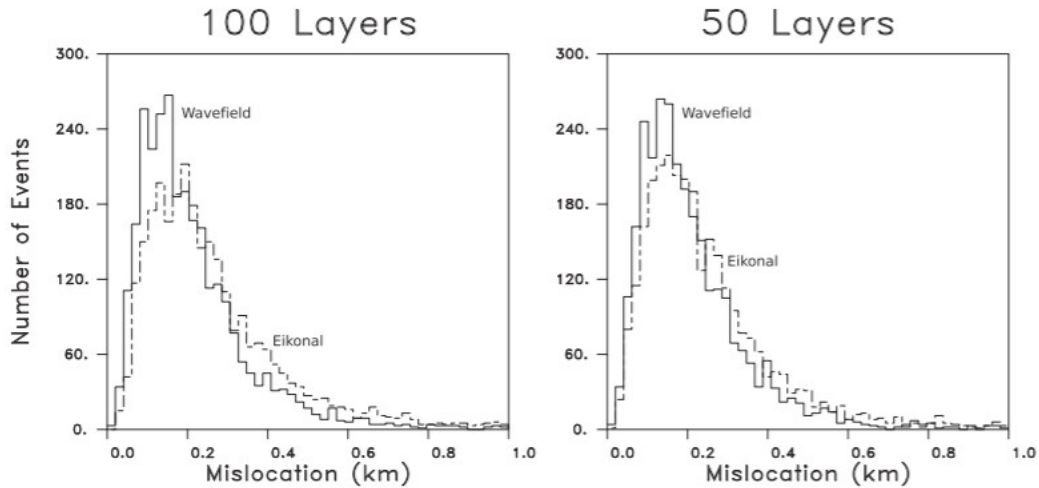 100 Layers
300.
240.
180.
120.
60.
0.
Number of Events
Wavefield
Eikonal
0.0 0.2 0.4 0.6 0.8 1.0
Mislocation (km)
50 Layers
300.
240.
180.
120.
60.
0.
Wavefield
Eikonal
0.0 0.2 0.4 0.6 0.8 1.0
Mislocation (km)